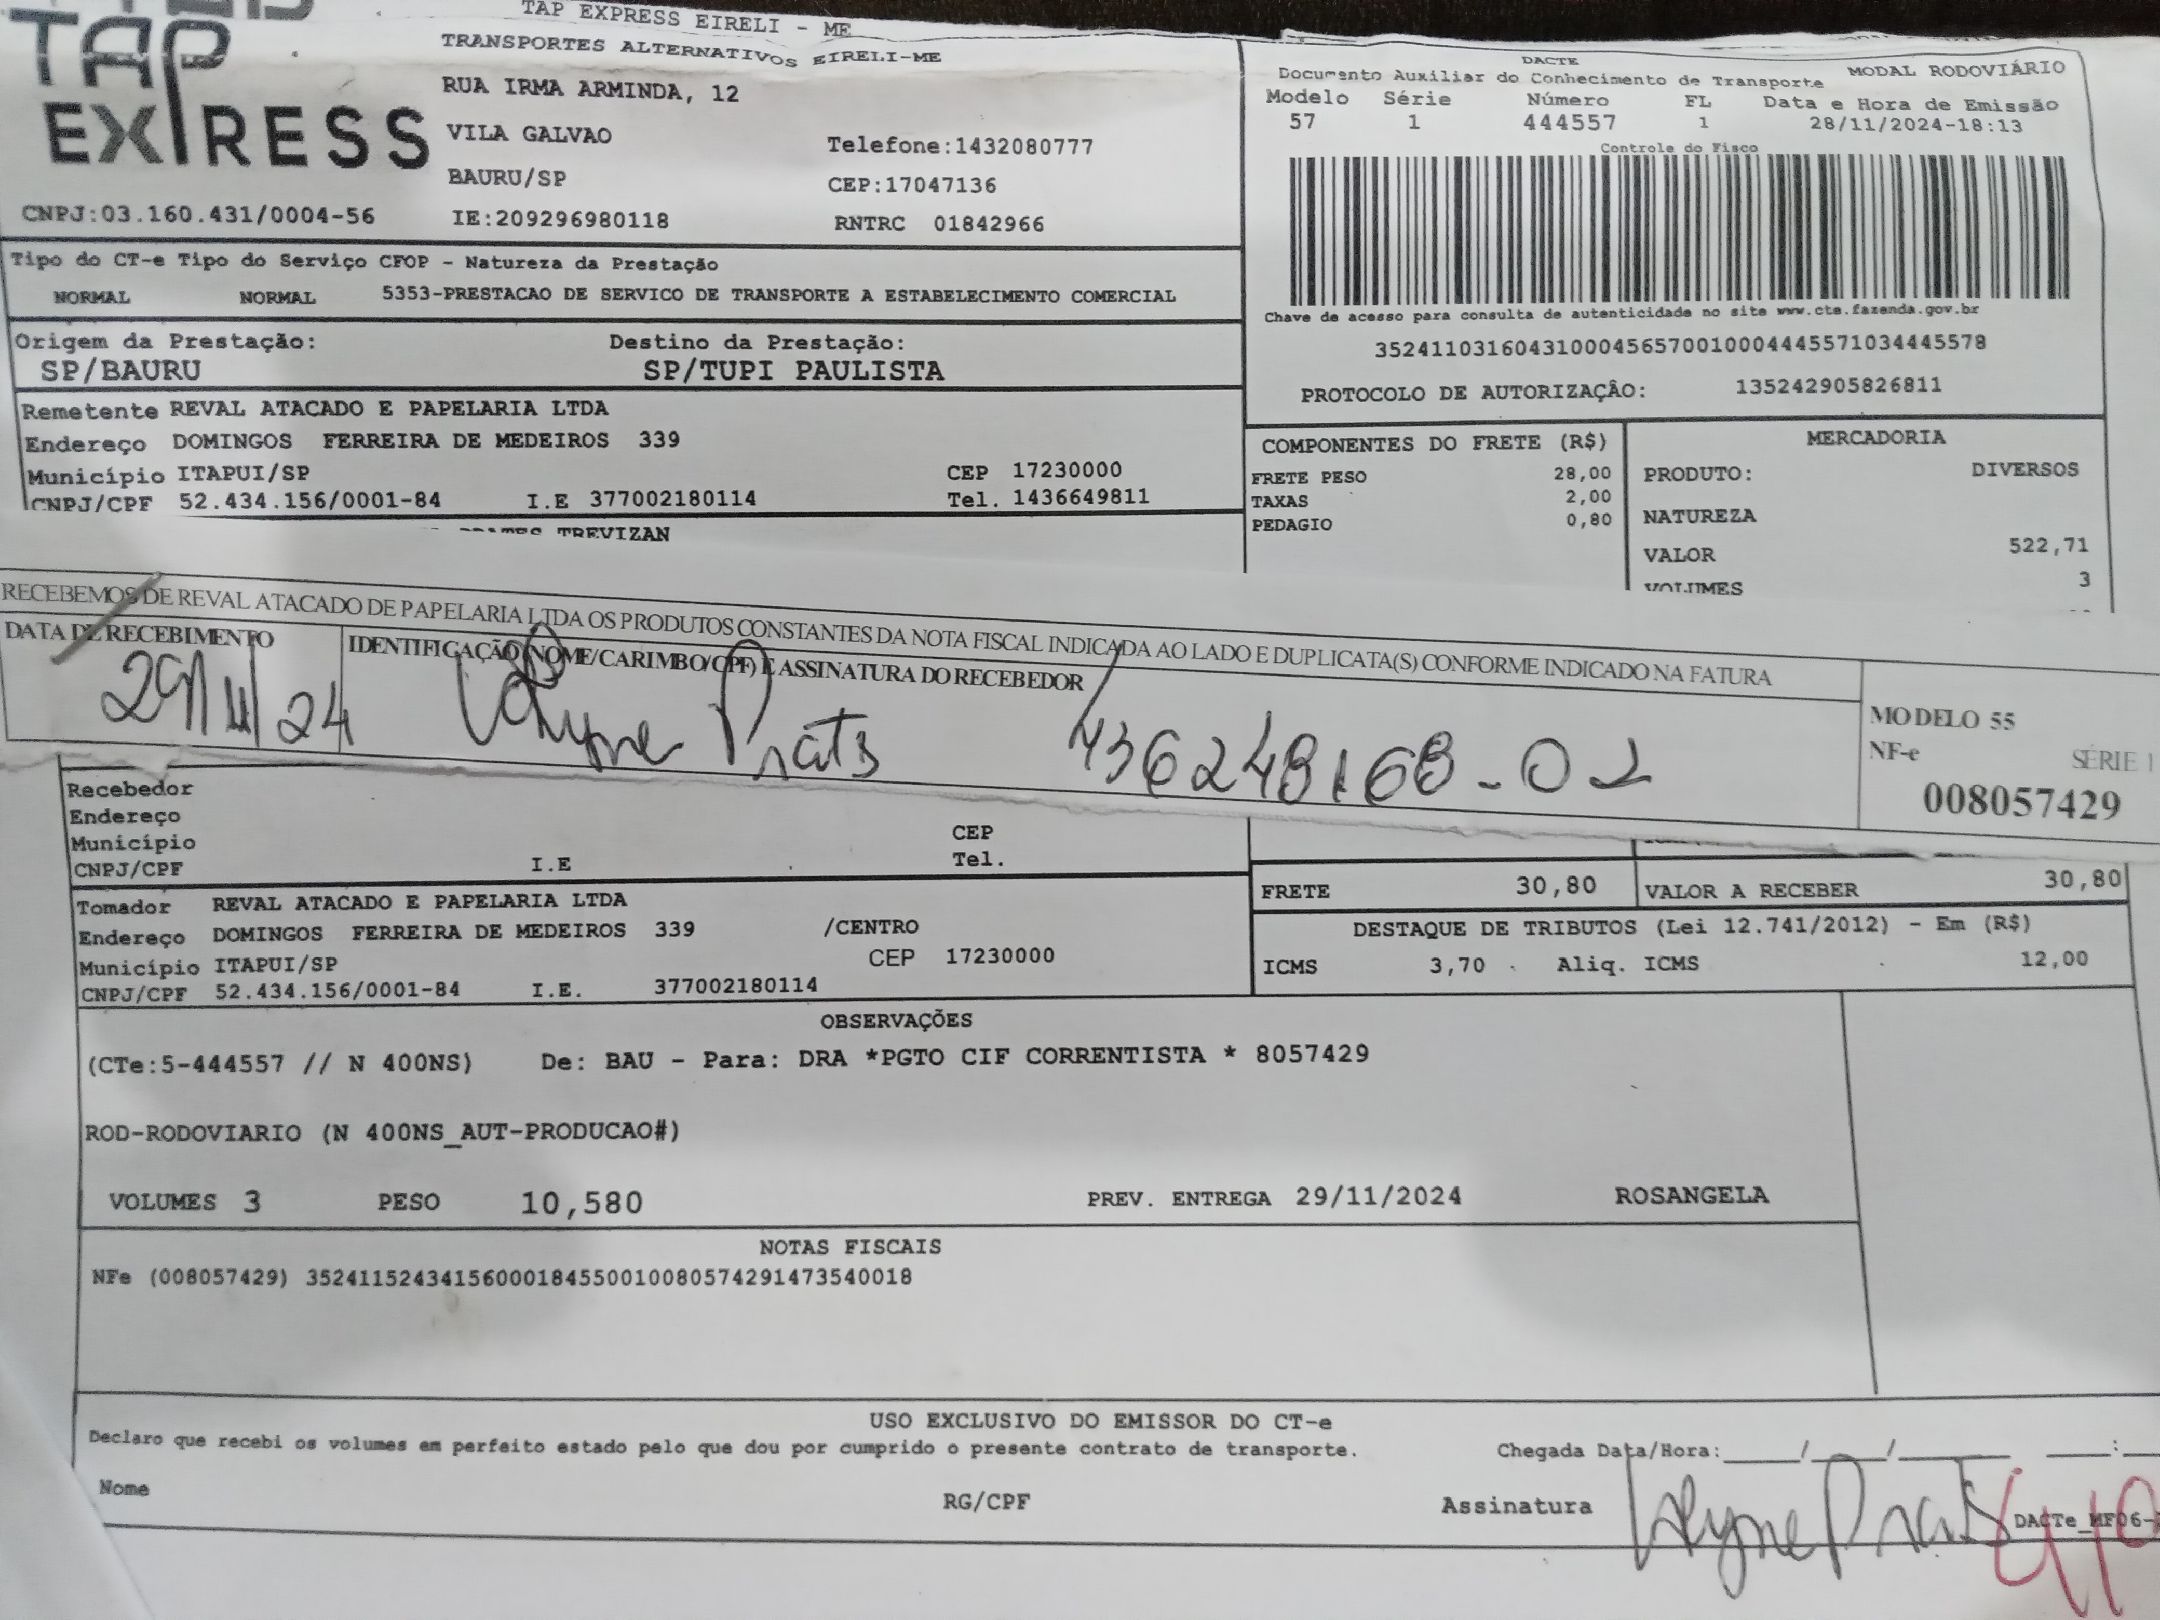 TAP
EXPRESS
TAP EXPRESS EIRELI - ME
TRANSPORTES ALTERNATIVOS EIRELI-ME
RUA IRMA ARMINDA, 12
VILA GALVAO Telefone:1432080777
BAURU/SP CEP:17047136
CNPJ:03.160.431/0004-56 IE:209296980118 RNTRC 01842966
DACTE
Documento Auxiliar do Conhecimento de Transporte MODAL RODOVIÁRIO
Modelo Série Número FL Data e Hora de Emissão
57 1 444557 1 28/11/2024-18:13
Controle do Fisco
Chave de acesso para consulta de autenticidade no site www.cte.fazenda.gov.br
35241103160431000456570010004445571034445578
PROTOCOLO DE AUTORIZAÇÂO: 135242905826811
Tipo do CT-e Tipo do Serviço CFOP - Natureza da Prestação
NORMAL NORMAL 5353-PRESTACAO DE SERVICO DE TRANSPORTE A ESTABELECIMENTO COMERCIAL
Origem da Prestação: Destino da Prestação:
SP/BAURU SP/TUPI PAULISTA
Remetente REVAL ATACADO E PAPELARIA LTDA
Endereço DOMINGOS FERREIRA DE MEDEIROS 339
Município ITAPUI/SP CEP 17230000
CNPJ/CPF 52.434.156/0001-84 I.E 377002180114 Tel. 1436649811
TREVIZAN
COMPONENTES DO FRETE (R$)
FRETE PESO 28,00
TAXAS 2,00
PEDAGIO 0,80
MERCADORIA
PRODUTO: DIVERSOS
NATUREZA
VALOR 522,71
VOLUMES 3
RECEBEMOS DE REVAL ATACADO DE PAPELARIA LTDA OS PRODUTOS CONSTANTES DA NOTA FISCAL INDICADA AO LADO E DUPLICATA(S) CONFORME INDICADO NA FATURA
DATA DE RECEBIMENTO IDENTIFICAÇÃO (NOME/CARIMBO/CPF) E ASSINATURA DO RECEBEDOR
29/11/24 436248168-02
MODELO 55
NF-e SÉRIE 1
008057429
Recebedor
Endereço
Município CEP
CNPJ/CPF I.E Tel.
FRETE 30,80 VALOR A RECEBER 30,80
Tomador REVAL ATACADO E PAPELARIA LTDA
Endereço DOMINGOS FERREIRA DE MEDEIROS 339 /CENTRO
Município ITAPUI/SP CEP 17230000
CNPJ/CPF 52.434.156/0001-84 I.E. 377002180114
DESTAQUE DE TRIBUTOS (Lei 12.741/2012) - Em (R$)
ICMS 3,70 Aliq. ICMS 12,00
OBSERVAÇÕES
(CTe:5-444557 // N 400NS) De: BAU - Para: DRA *PGTO CIF CORRENTISTA * 8057429
ROD-RODOVIARIO (N 400NS_AUT-PRODUCAO#)
VOLUMES 3 PESO 10,580 PREV. ENTREGA 29/11/2024 ROSANGELA
NOTAS FISCAIS
NFe (008057429) 35241152434156000184550010080574291473540018
USO EXCLUSIVO DO EMISSOR DO CT-e
Declaro que recebi os volumes em perfeito estado pelo que dou por cumprido o presente contrato de transporte. Chegada Data/Hora:____/____/____ ____:
Nome RG/CPF Assinatura